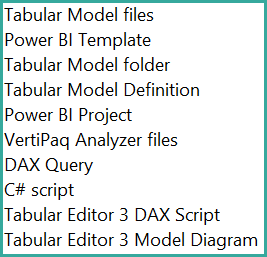 Tabular Model files
Power BI Template
Tabular Model folder
Tabular Model Definition
Power BI Project
VertiPaq Analyzer files
DAX Query
C# script
Tabular Editor 3 DAX Script
Tabular Editor 3 Model Diagram